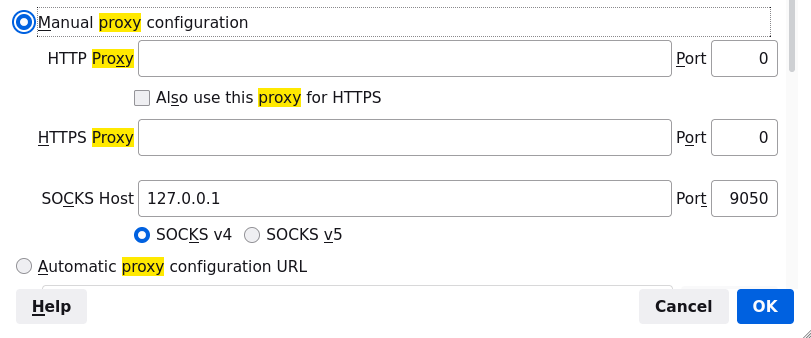 Manual proxy configuration
HTTP Proxy Port 0
Also use this proxy for HTTPS
HTTPS Proxy Port 0
SOCKS Host 127.0.0.1 Port 9050
SOCKS v4 SOCKS v5
Automatic proxy configuration URL
Help Cancel OK